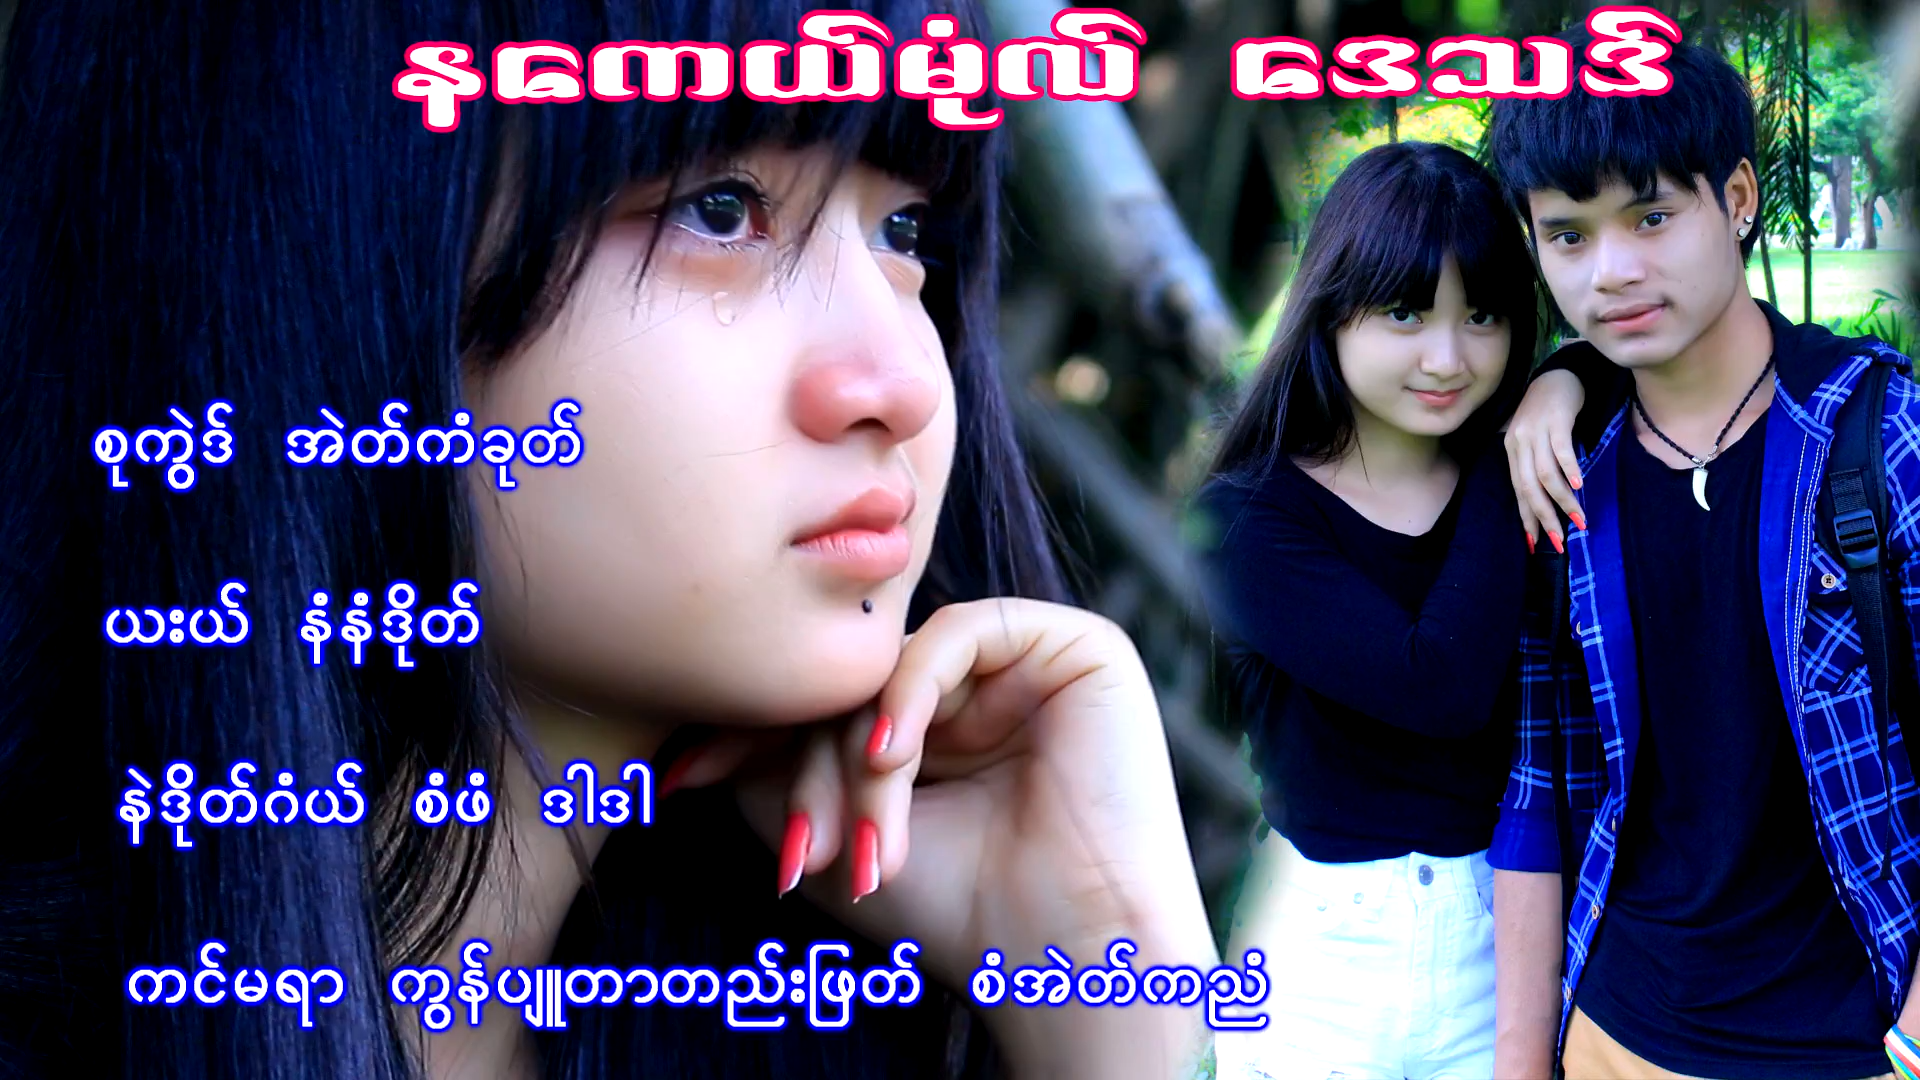 နကေယ်မုံလ် ဒေသဒ်
စုကွဲဒ် အဲတ်ကံခုတ်
ယးယ် နံနံဒိုတ်
နဲဒိုတ်ဂံယ် စံဖံ ဒါဒါ
ကင်မရာ ကွန်ပျူတာတည်းဖြတ် စံအဲတ်ကညံ